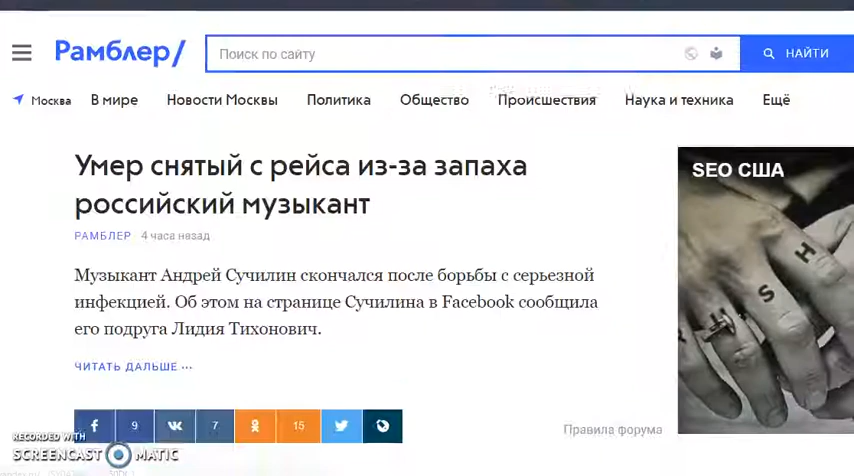 Рамблер/
Поиск по сайту
НАЙТИ
Москва
В мире
Новости Москвы
Политика
Общество
Происшествия
Наука и техника
Ещё
Умер снятый с рейса из-за запаха
российский музыкант
РАМБЛЕР 4 часа назад
Музыкант Андрей Сучилин скончался после борьбы с серьезной
инфекцией. Об этом на странице Сучилина в Facebook сообщила
его подруга Лидия Тихонович.
ЧИТАТЬ ДАЛЬШЕ ...
SEO США
H
S
9
7
15
Правила форума
RECORDED WITH
SCREENCAST MATIC